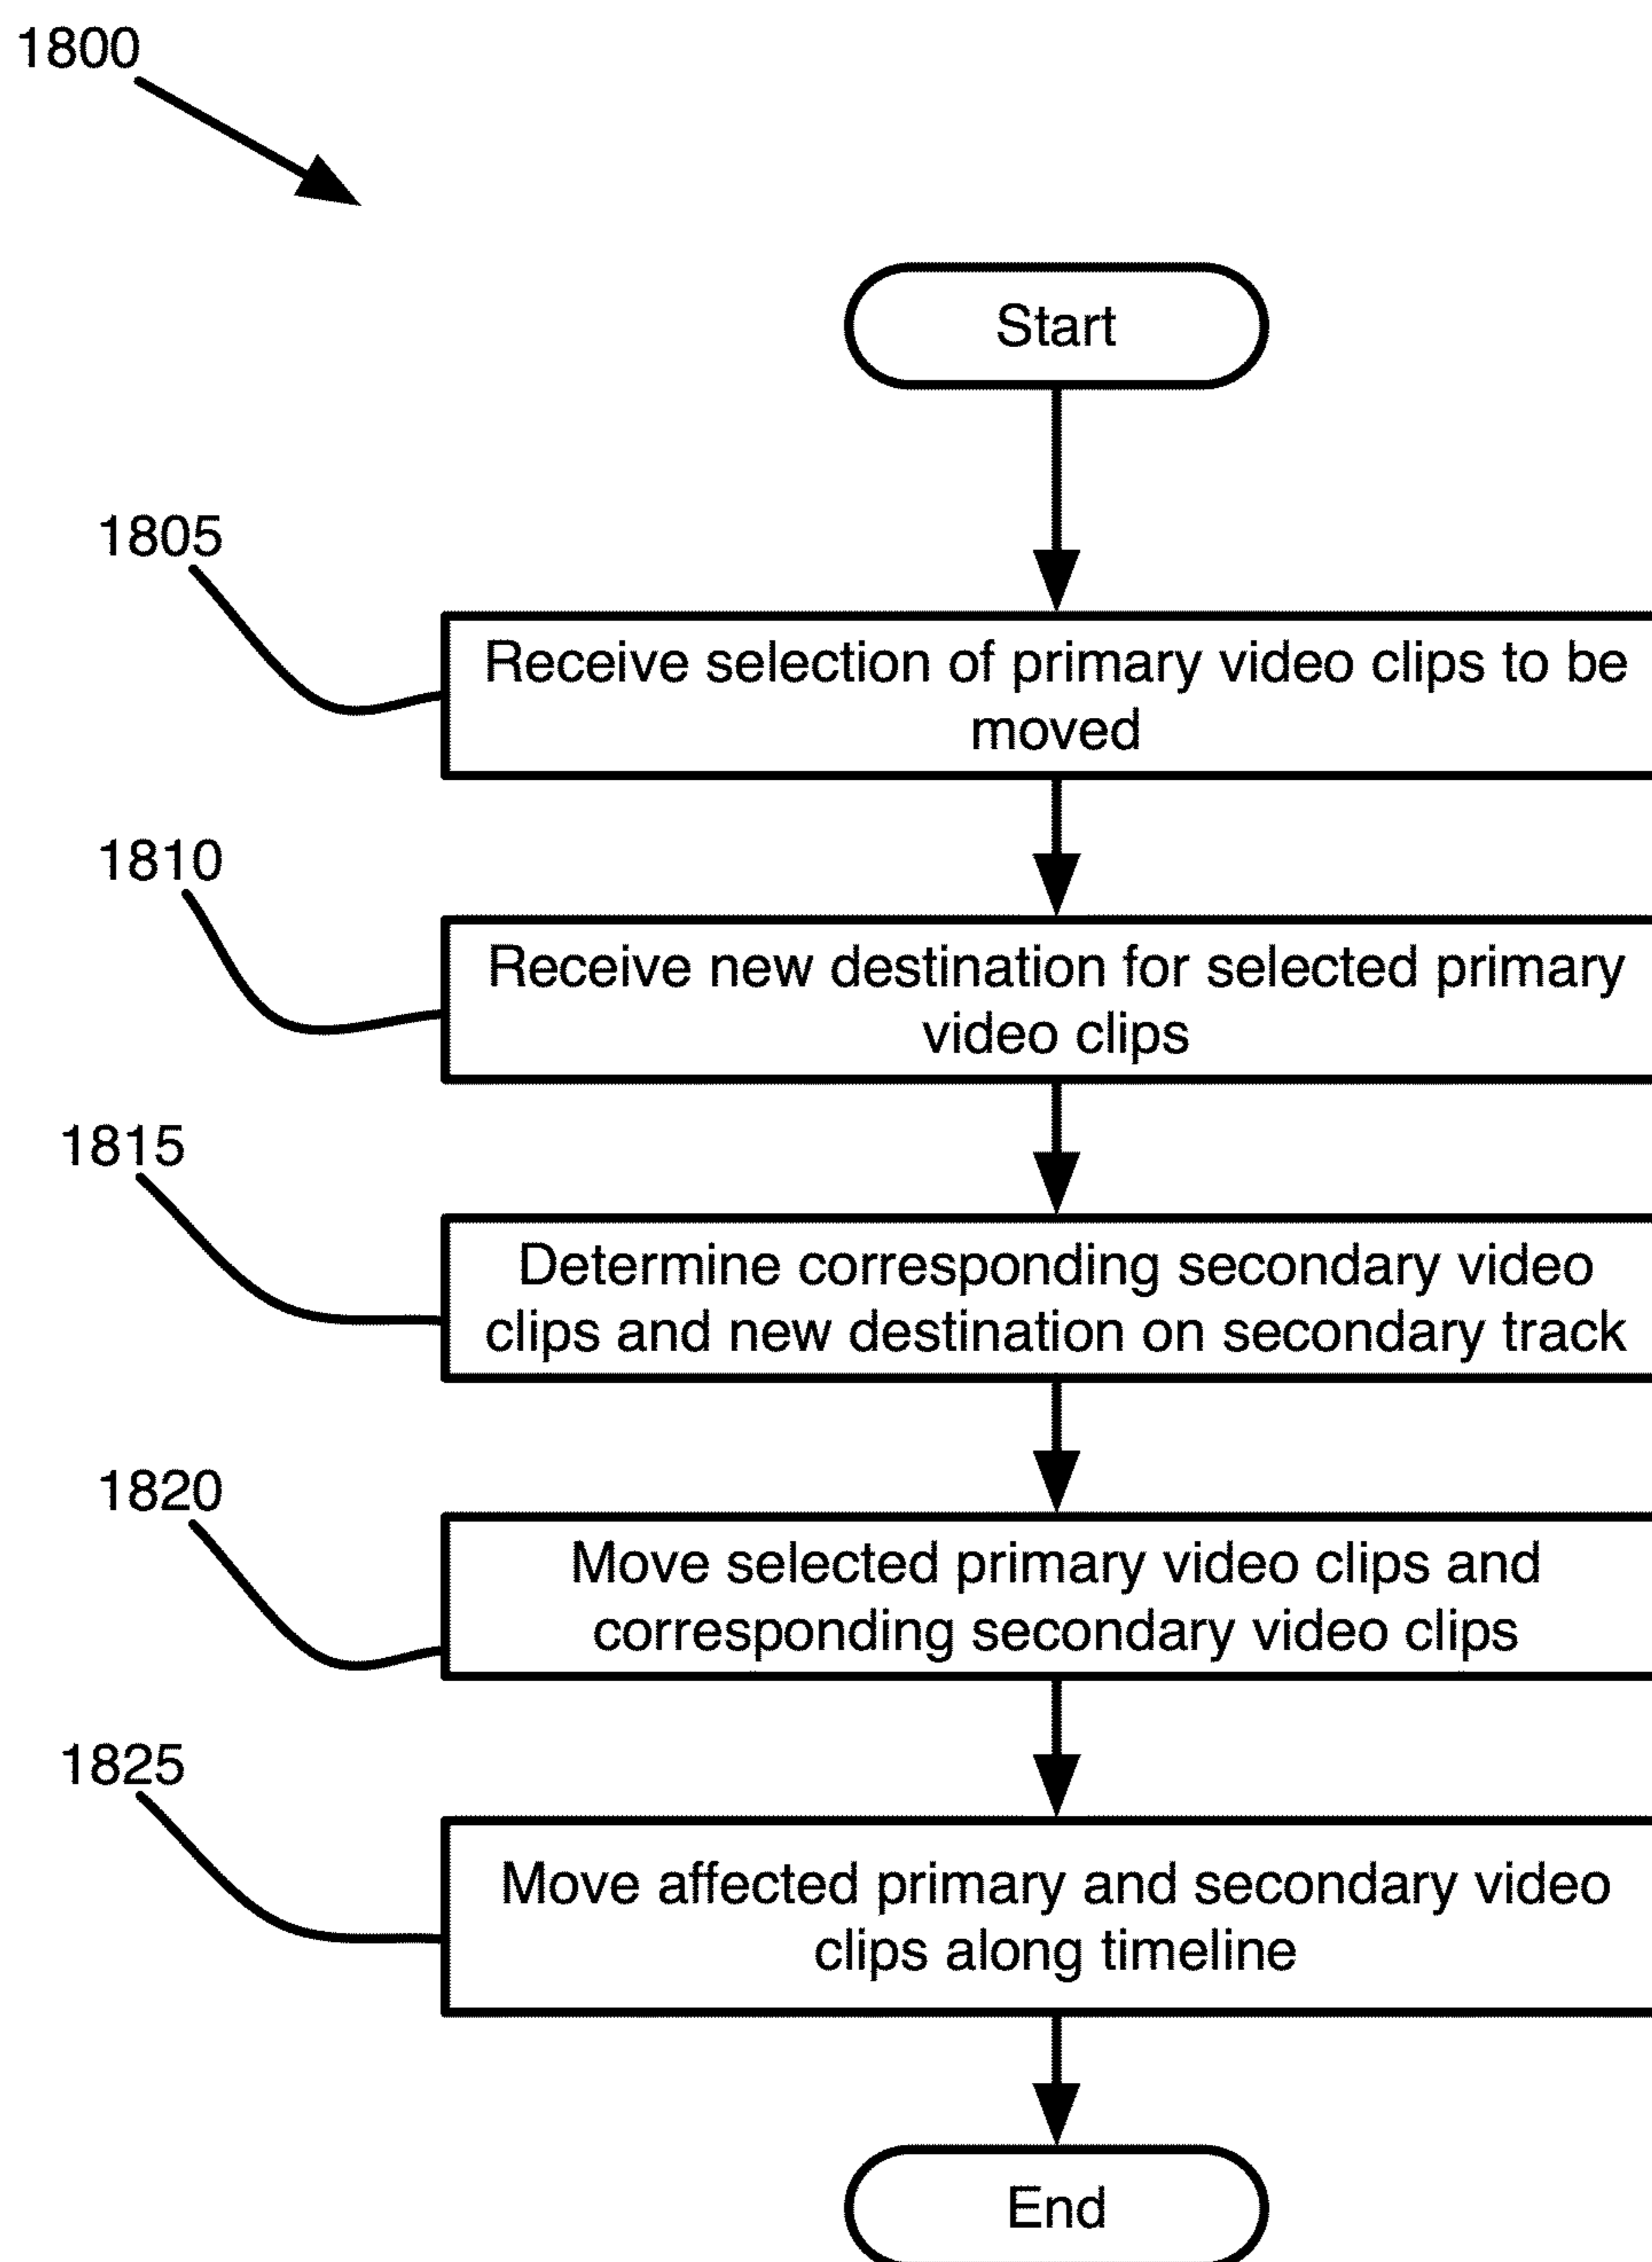 1800
Start
1805
Receive selection of primary video clips to be
moved
1810
Receive new destination for selected primary
video clips
1815
Determine corresponding secondary video
clips and new destination on secondary track
1820
Move selected primary video clips and
corresponding secondary video clips
1825
Move affected primary and secondary video
clips along timeline
End